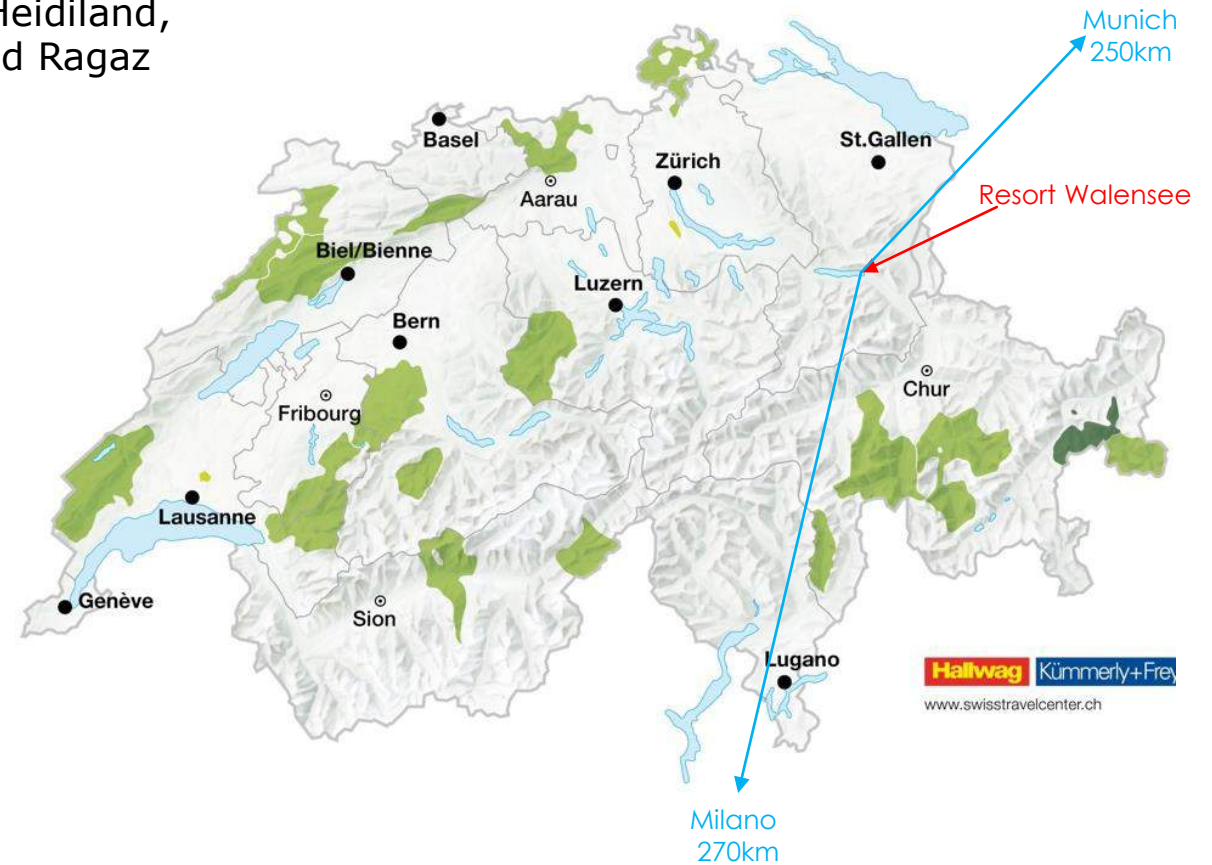 Heidiland,
d Ragaz
Munich
250km
Basel
St.Gallen
Zürich
Aarau
Resort Walensee
Biel/Bienne
Luzern
Bern
Chur
Fribourg
Lausanne
Genève
Sion
Lugano
Hallwag Kümmerly+Frey
www.swisstravelcenter.ch
Milano
270km